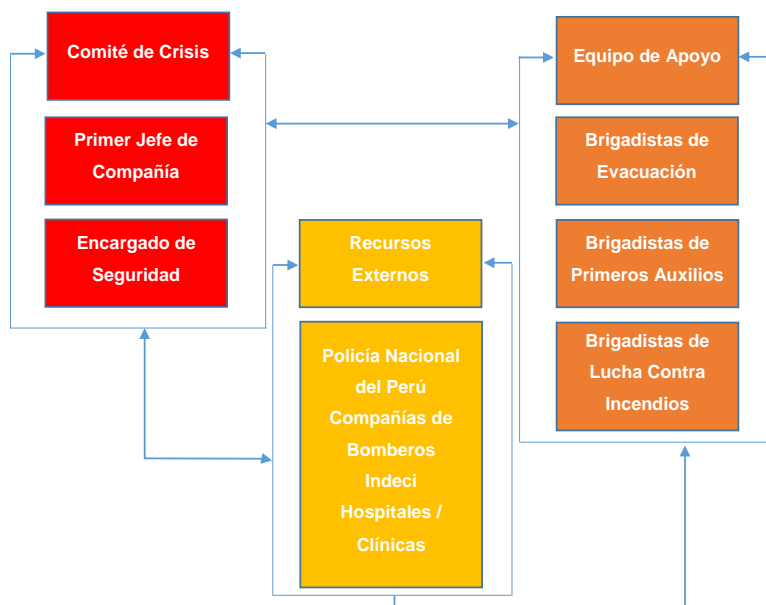 Comité de Crisis
Primer Jefe de
Compañía
Encargado de
Seguridad
Recursos
Externos
Policía Nacional
del Perú
Compañías de
Bomberos
Indeci
Hospitales /
Clínicas
Equipo de Apoyo
Brigadistas de
Evacuación
Brigadistas de
Primeros Auxilios
Brigadistas de
Lucha Contra
Incendios